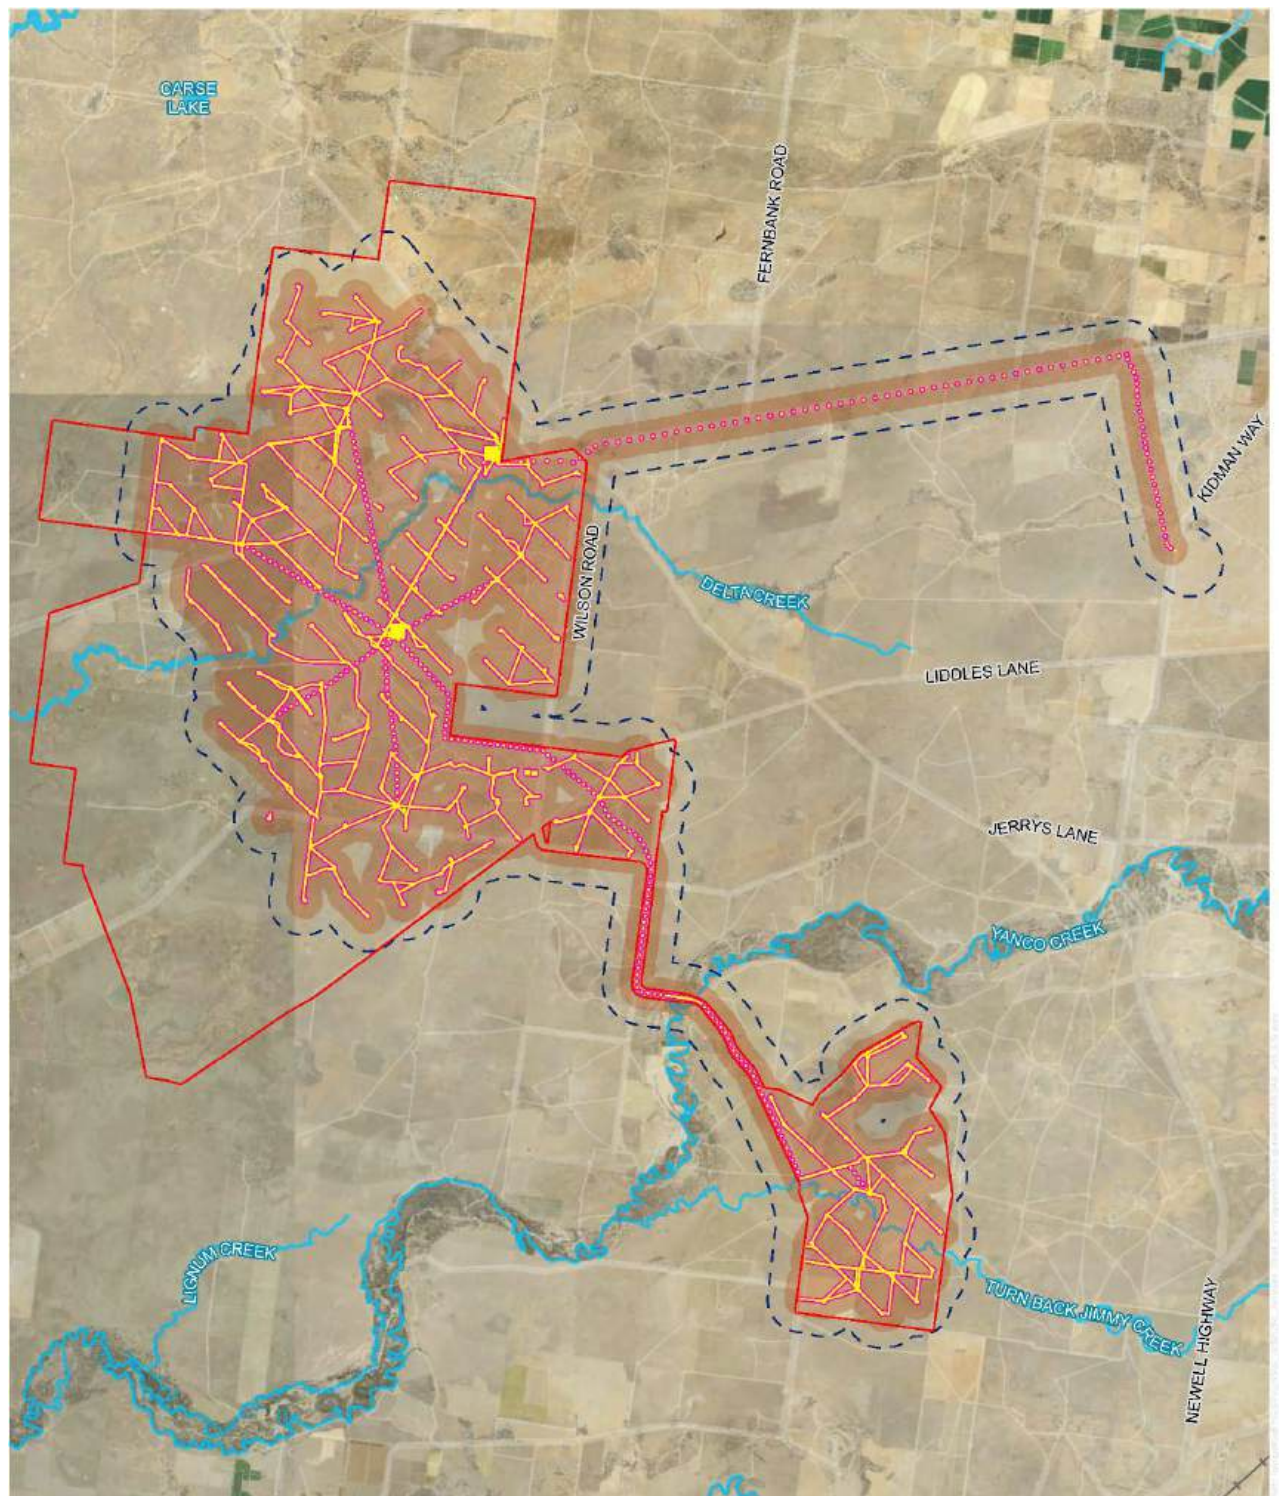 CARSE
LAKE
FERNBANK ROAD
KIDMAN WAY
WILSON ROAD
DELTA CREEK
LIDDLES LANE
JERRYS LANE
YANCO CREEK
LIGNUM CREEK
TURN BACK JIMMY CREEK
NEWELL HIGHWAY